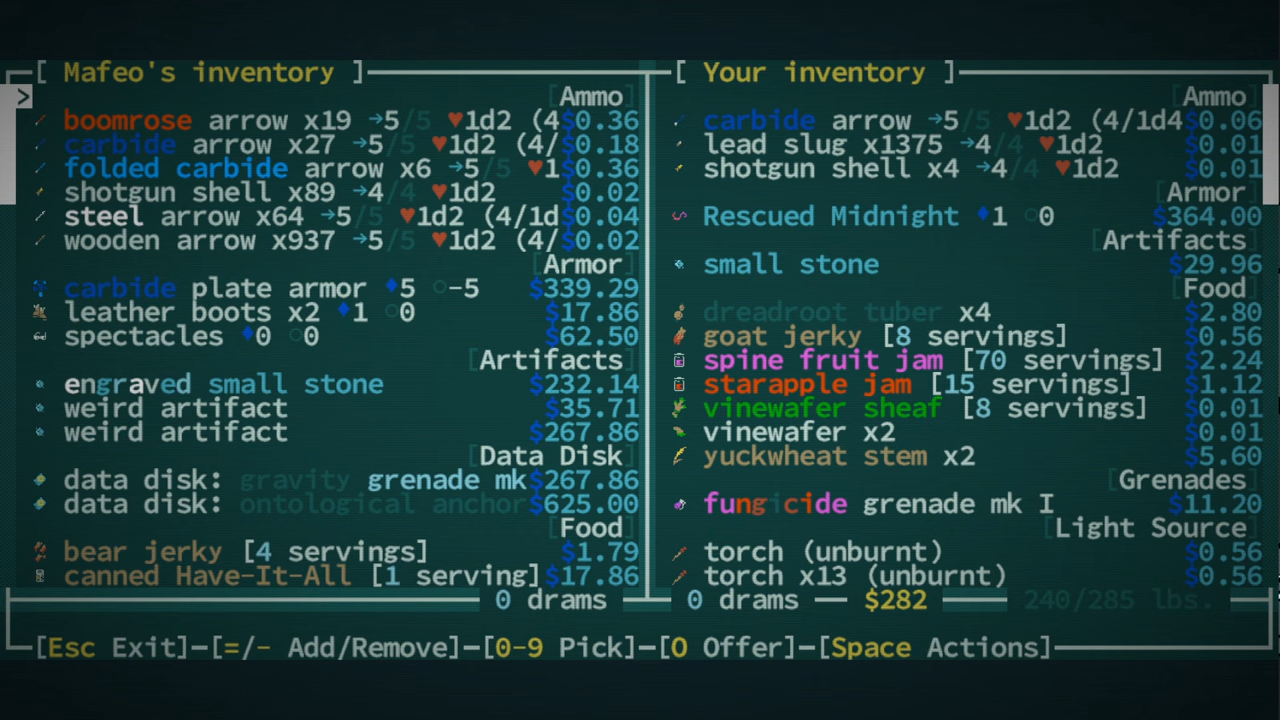 [ Mafeo's inventory ]
>
[Ammo]
boomrose arrow x19 →5/5 ♥1d2 (4 $0.36
carbide arrow x27 →5/5 ♥1d2 (4/ $0.18
folded carbide arrow x6 →5/5 ♥1 $0.36
shotgun shell x89 →4/4 ♥1d2 $0.02
steel arrow x64 →5/5 ♥1d2 (4/1d $0.04
wooden arrow x937 →5/5 ♥1d2 (4/ $0.02
[Armor]
carbide plate armor ♦5 ○-5 $339.29
leather boots x2 ♦1 ○0 $17.86
spectacles ♦0 ○0 $62.50
[Artifacts]
engraved small stone $232.14
weird artifact $35.71
weird artifact $267.86
[Data Disk]
data disk: gravity grenade mk $267.86
data disk: ontological anchor $625.00
[Food]
bear jerky [4 servings] $1.79
canned Have-It-All [1 serving] $17.86
0 drams
[ Your inventory ]
[Ammo]
carbide arrow →5/5 ♥1d2 (4/1d4 $0.06
lead slug x1375 →4/4 ♥1d2 $0.01
shotgun shell x4 →4/4 ♥1d2 $0.01
[Armor]
Rescued Midnight ♦1 ○0 $364.00
[Artifacts]
small stone $29.96
[Food]
dreadroot tuber x4 $2.80
goat jerky [8 servings] $0.56
spine fruit jam [70 servings] $2.24
starapple jam [15 servings] $1.12
vinewafer sheaf [8 servings] $0.01
vinewafer x2 $0.01
yuckwheat stem x2 $5.60
[Grenades]
fungicide grenade mk I $11.20
[Light Source]
torch (unburnt) $0.56
torch x13 (unburnt) $0.56
0 drams — $282 240/285 lbs.
[Esc Exit]-[=/- Add/Remove]-[0-9 Pick]-[O Offer]-[Space Actions]